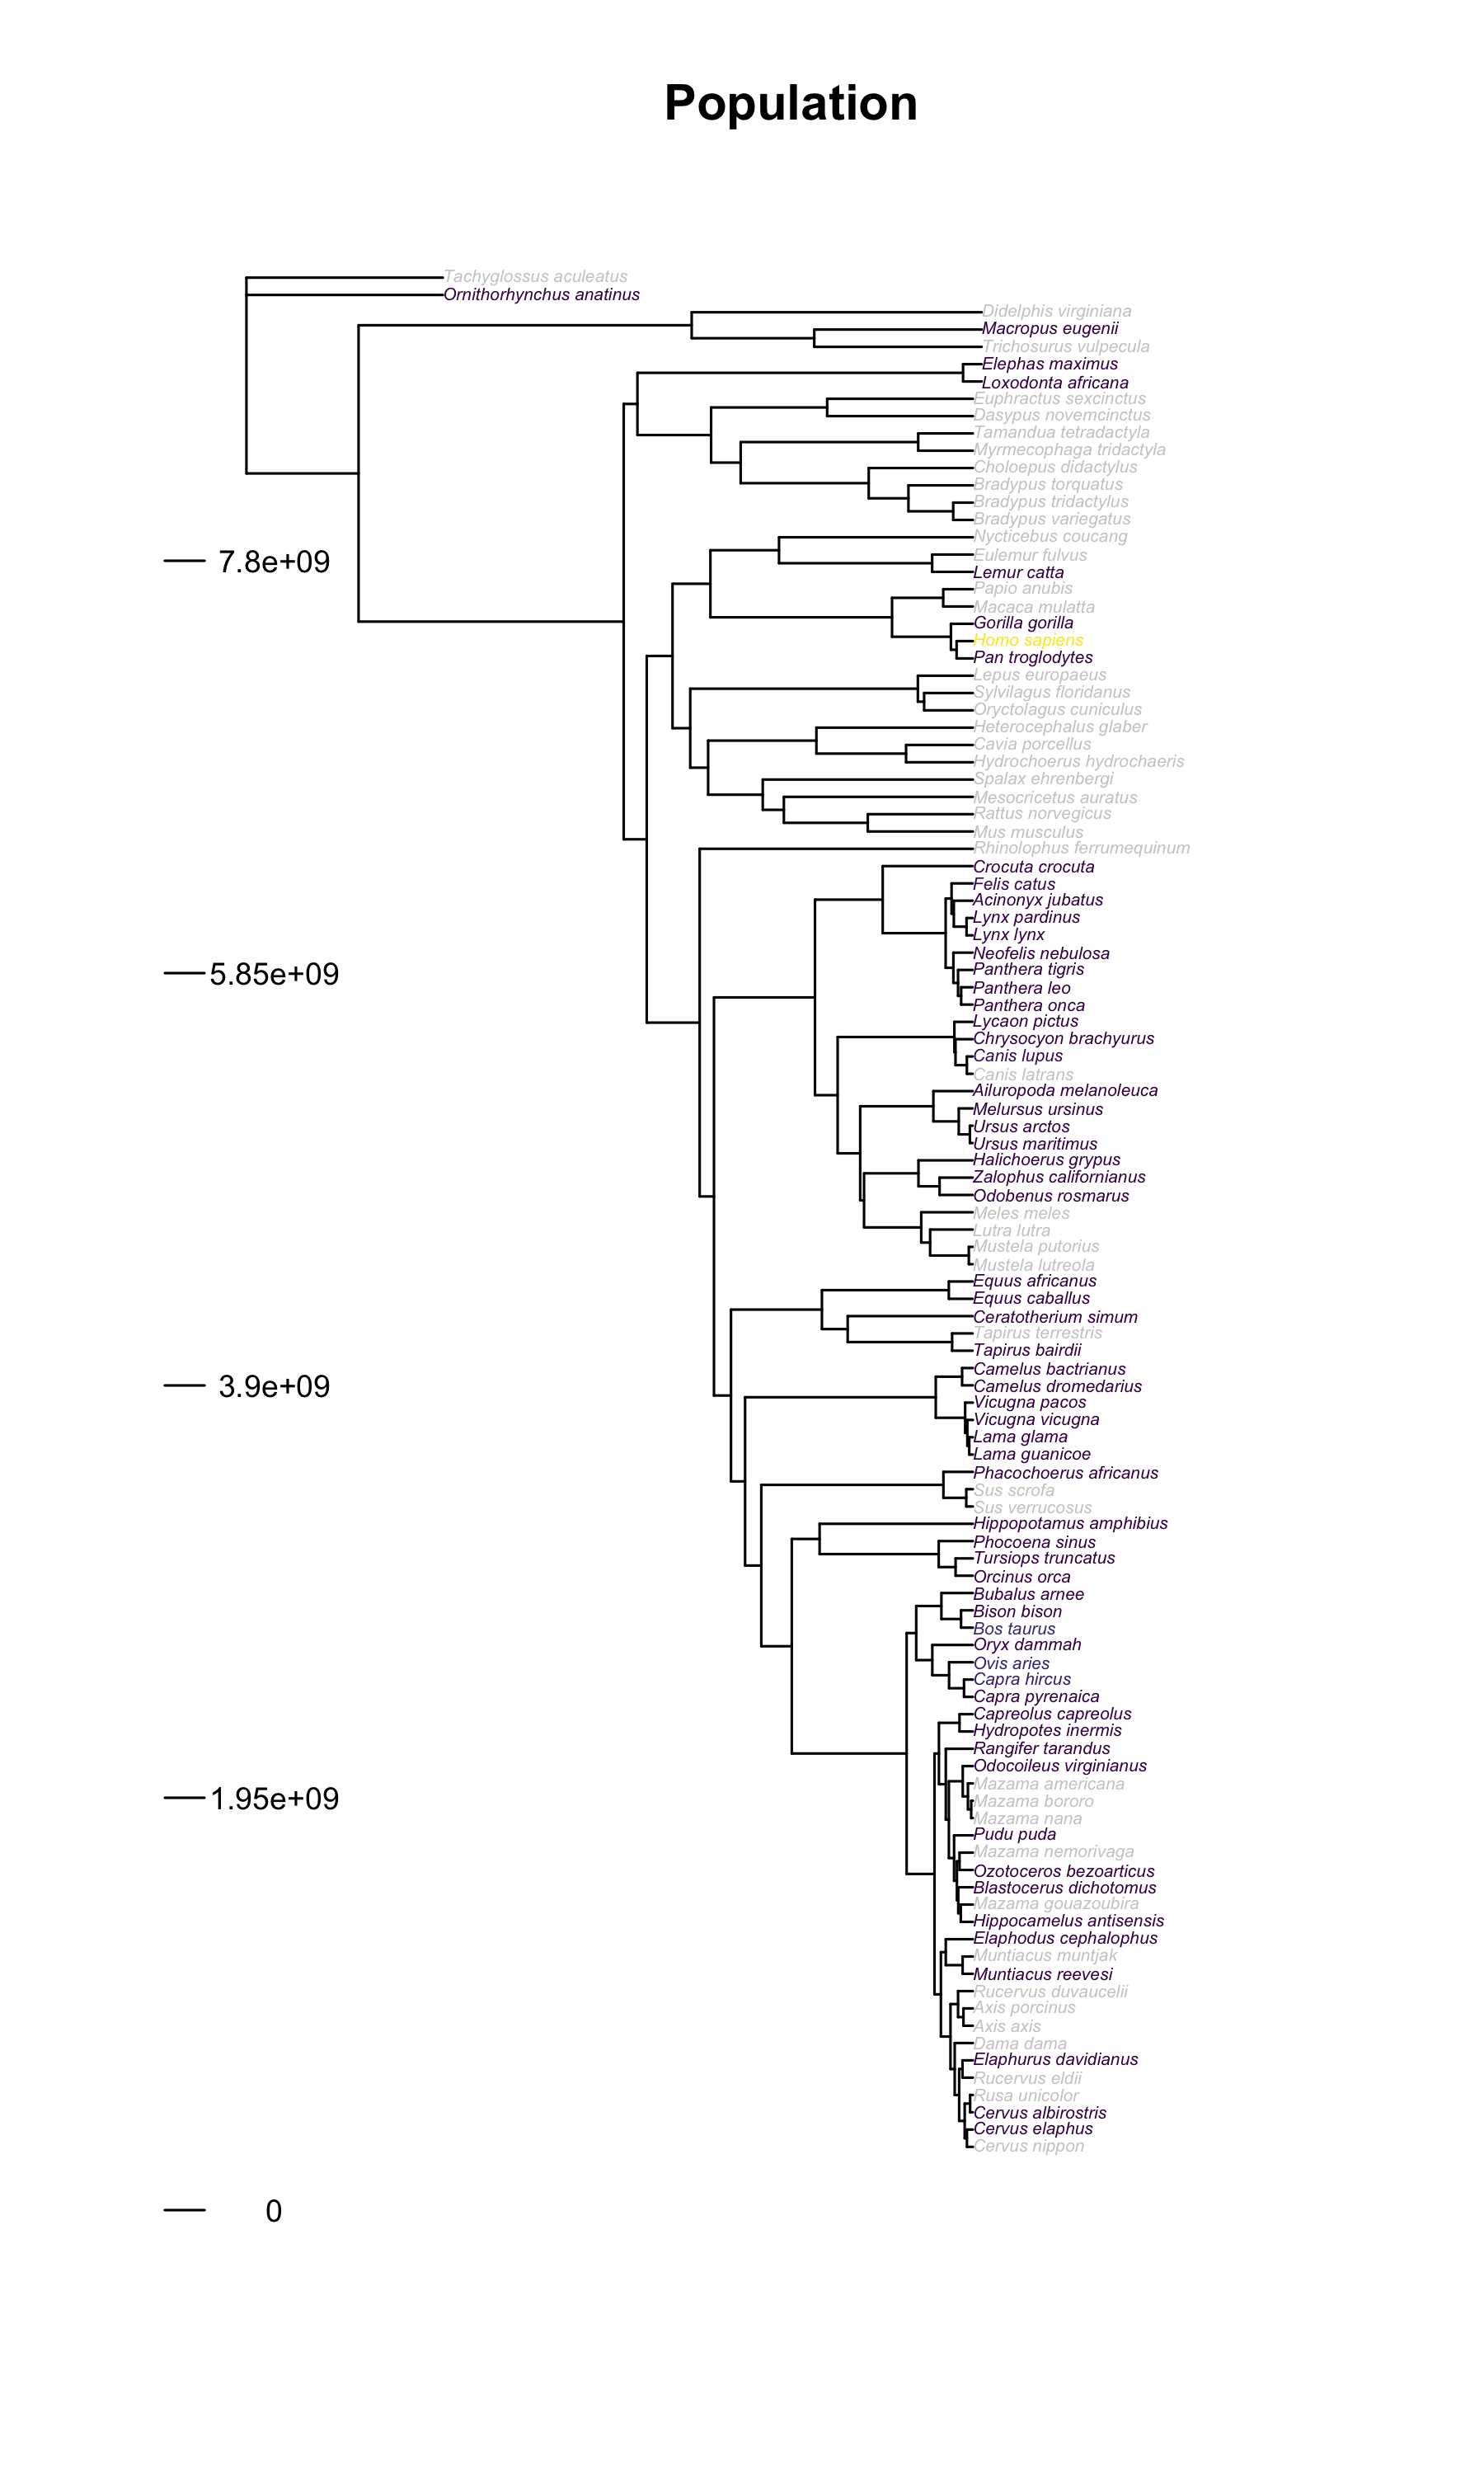 Population
Tachyglossus aculeatus
Ornithorhynchus anatinus
Didelphis virginiana
Macropus eugenii
Trichosurus vulpecula
Elephas maximus
Loxodonta africana
Euphractus sexcinctus
Dasypus novemcinctus
Tamandua tetradactyla
Myrmecophaga tridactyla
Choloepus didactylus
Bradypus torquatus
Bradypus tridactylus
Bradypus variegatus
Nycticebus coucang
Eulemur fulvus
7.8e+09
Lemur catta
Papio anubis
Macaca mulatta
Gorilla gorilla
Homo sapiens
Pan troglodytes
Lepus europaeus
Sylvilagus floridanus
Oryctolagus cuniculus
Heterocephalus glaber
Cavia porcellus
Hydrochoerus hydrochaeris
Spalax ehrenbergi
Mesocricetus auratus
Rattus norvegicus
Mus musculus
Rhinolophus ferrumequinum
Crocuta crocuta
Felis catus
Acinonyx jubatus
Lynx pardinus
Lynx lynx
Neofelis nebulosa
Panthera tigris
5.85e+09
Panthera leo
Panthera onca
Lycaon pictus
Chrysocyon brachyurus
Canis lupus
Canis latrans
Ailuropoda melanoleuca
Melursus ursinus
Ursus arctos
Ursus maritimus
Halichoerus grypus
Zalophus californianus
Odobenus rosmarus
Meles meles
Lutra lutra
Mustela putorius
Mustela lutreola
Equus africanus
Equus caballus
Ceratotherium simum
Tapirus terrestris
Tapirus bairdii
Camelus bactrianus
3.9e+09
Camelus dromedarius
Vicugna pacos
Vicugna vicugna
Lama glama
Lama guanicoe
Phacochoerus africanus
Sus scrofa
Sus verrucosus
Hippopotamus amphibius
Phocoena sinus
Tursiops truncatus
Orcinus orca
Bubalus arnee
Bison bison
Bos taurus
Oryx dammah
Ovis aries
Capra hircus
Capra pyrenaica
Capreolus capreolus
Hydropotes inermis
Rangifer tarandus
Odocoileus virginianus
Mazama americana
1.95e+09
Mazama bororo
Mazama nana
Pudu puda
Mazama nemorivaga
Ozotoceros bezoarticus
Blastocerus dichotomus
Mazama gouazoubira
Hippocamelus antisensis
Elaphodus cephalophus
Muntiacus muntjak
Muntiacus reevesi
Rucervus duvaucelii
Axis porcinus
Axis axis
Dama dama
Elaphurus davidianus
Rucervus eldii
Rusa unicolor
Cervus albirostris
Cervus elaphus
Cervus nippon
0